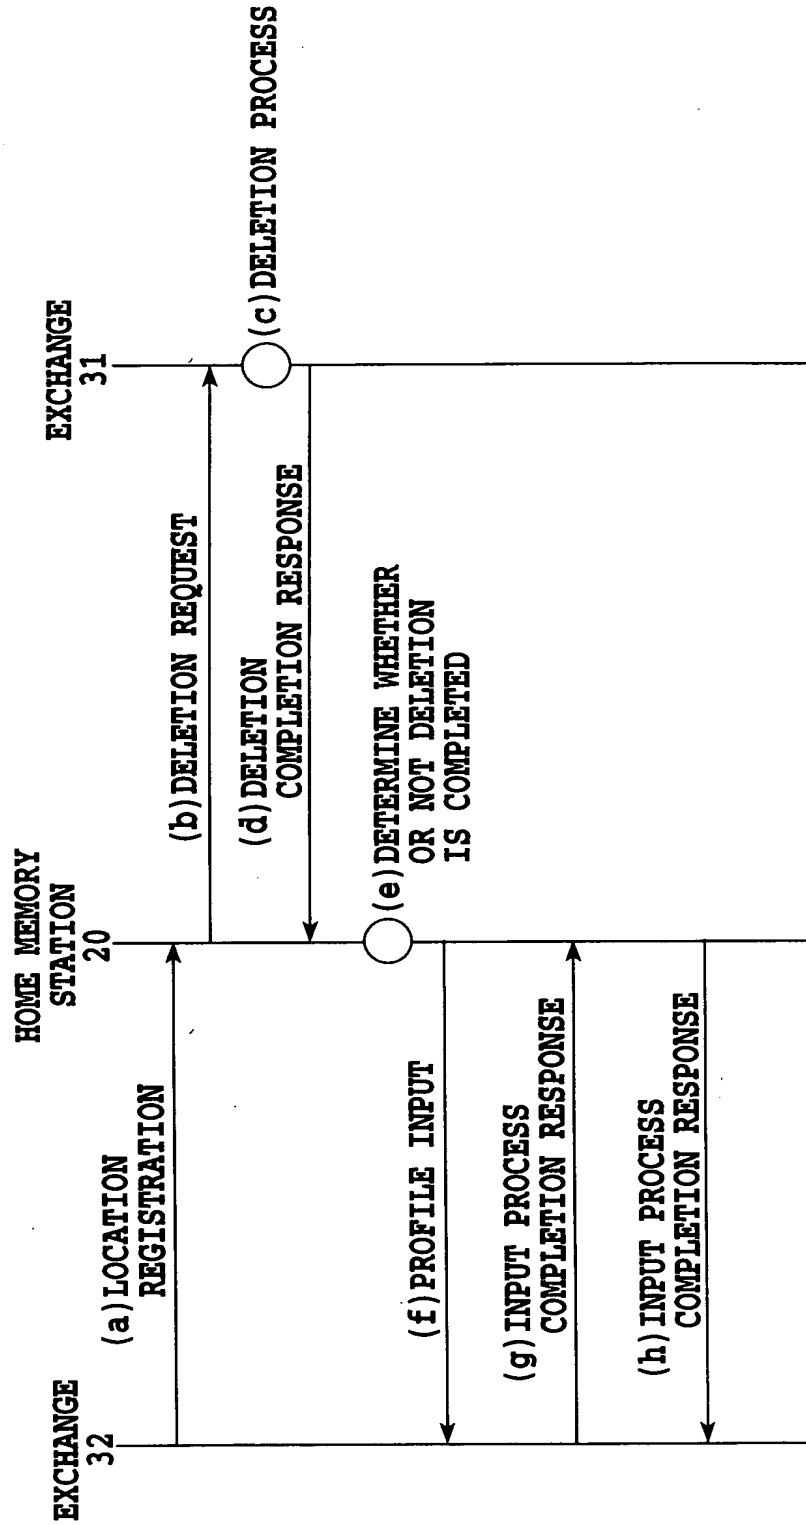 EXCHANGE
32
HOME MEMORY
STATION
20
EXCHANGE
31
(a)LOCATION
REGISTRATION
(b)DELETION REQUEST
(c)DELETION PROCESS
(d)DELETION
COMPLETION RESPONSE
(e)DETERMINE WHETHER
OR NOT DELETION
IS COMPLETED
(f)PROFILE INPUT
(g)INPUT PROCESS
COMPLETION RESPONSE
(h)INPUT PROCESS
COMPLETION RESPONSE